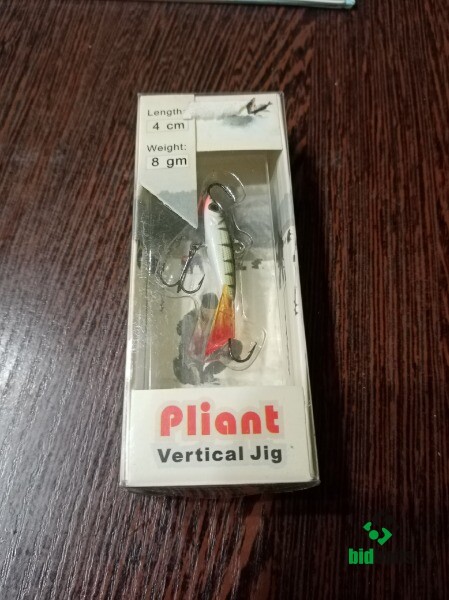 Length:
4 cm
Weight:
8 gm
Pliant
Vertical Jig
bid